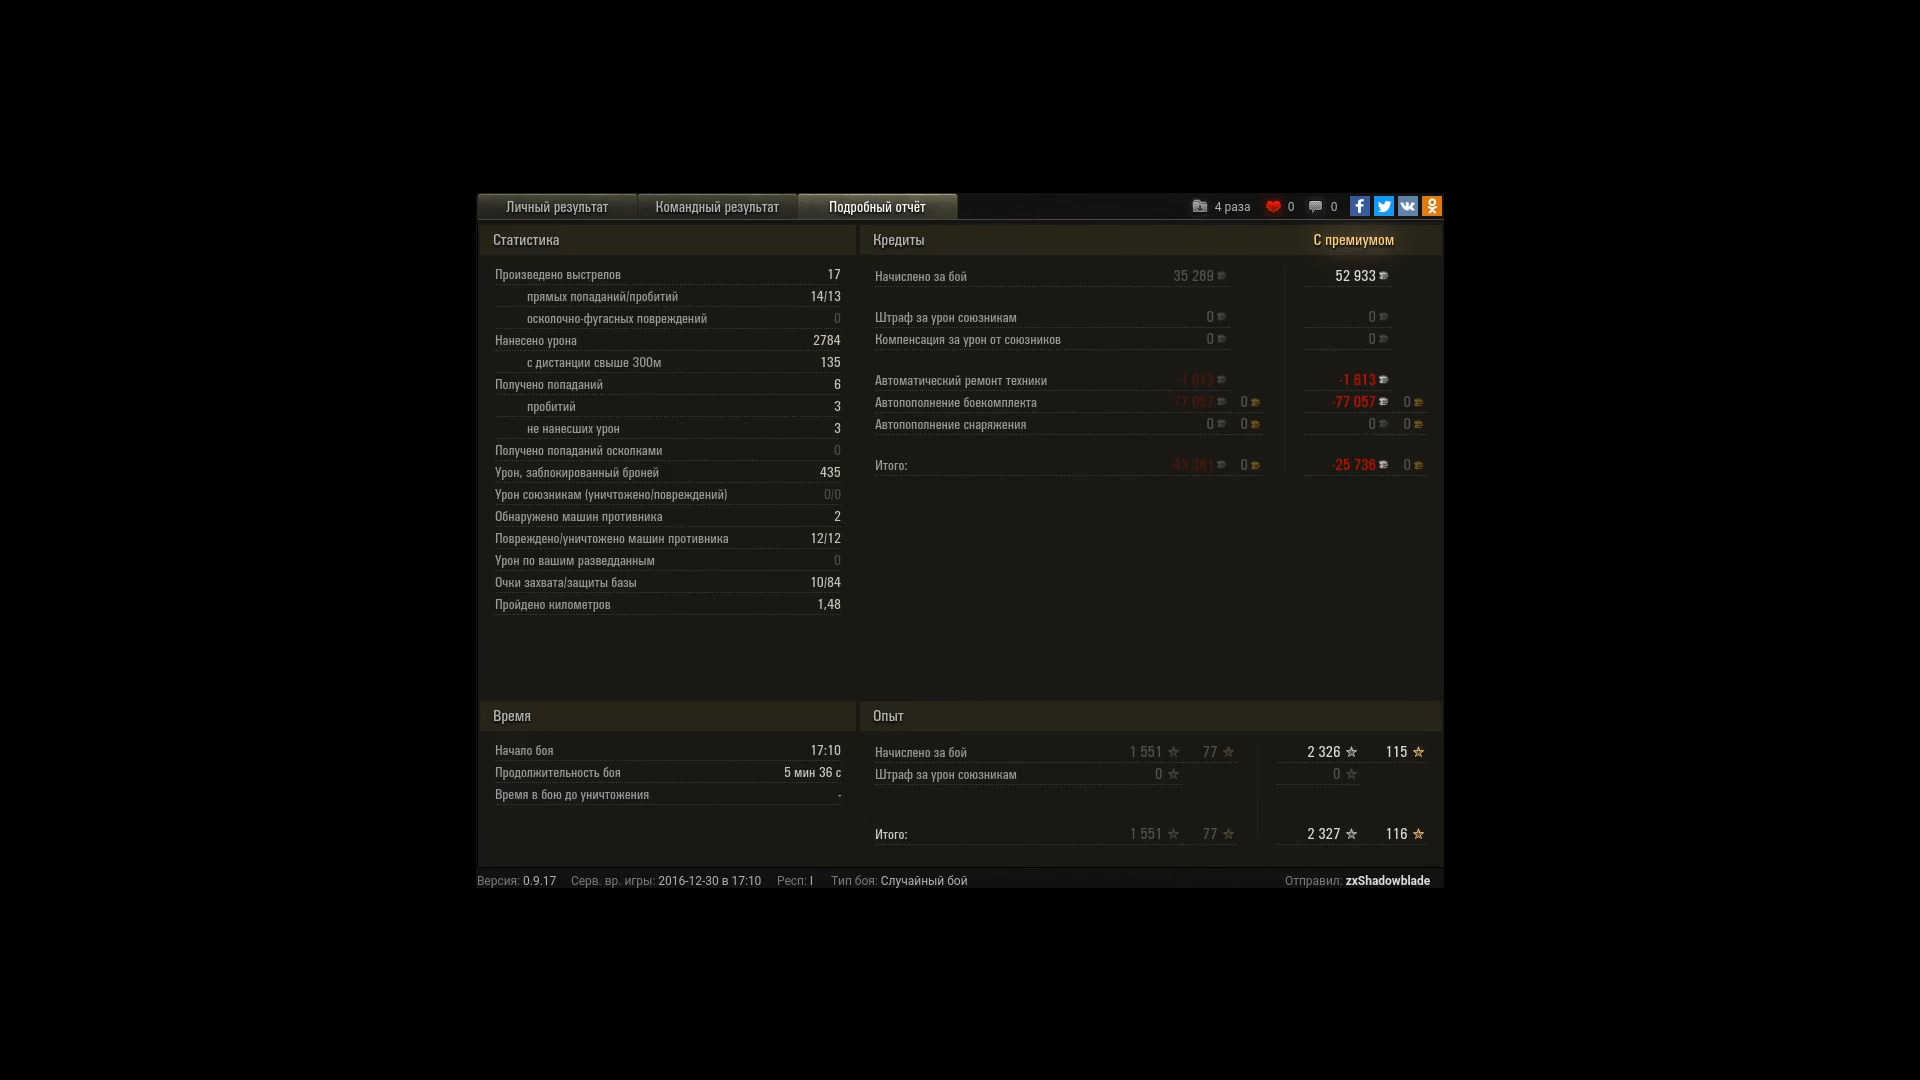 Личный результат Командный результат Подробный отчёт 4 раза 0 0
Статистика
Произведено выстрелов 17
прямых попаданий/пробитий 14/13
осколочно-фугасных повреждений 0
Нанесено урона 2784
с дистанции свыше 300м 135
Получено попаданий 6
пробитий 3
не нанесших урон 3
Получено попаданий осколками 0
Урон, заблокированный броней 435
Урон союзникам (уничтожено/повреждений) 0/0
Обнаружено машин противника 2
Повреждено/уничтожено машин противника 12/12
Урон по вашим разведданным 0
Очки захвата/защиты базы 10/84
Пройдено километров 1,48
Кредиты С премиумом
Начислено за бой 35 289 52 933
Штраф за урон союзникам 0 0
Компенсация за урон от союзников 0 0
Автоматический ремонт техники -1 613 -1 613
Автопополнение боекомплекта -77 057 0 -77 057 0
Автопополнение снаряжения 0 0 0 0
Итого: -43 381 0 -25 736 0
Время
Начало боя 17:10
Продолжительность боя 5 мин 36 с
Время в бою до уничтожения -
Опыт
Начислено за бой 1 551 77 2 326 115
Штраф за урон союзникам 0 0
Итого: 1 551 77 2 327 116
Версия: 0.9.17 Серв. вр. игры: 2016-12-30 в 17:10 Респ: I Тип боя: Случайный бой Отправил: zxShadowblade